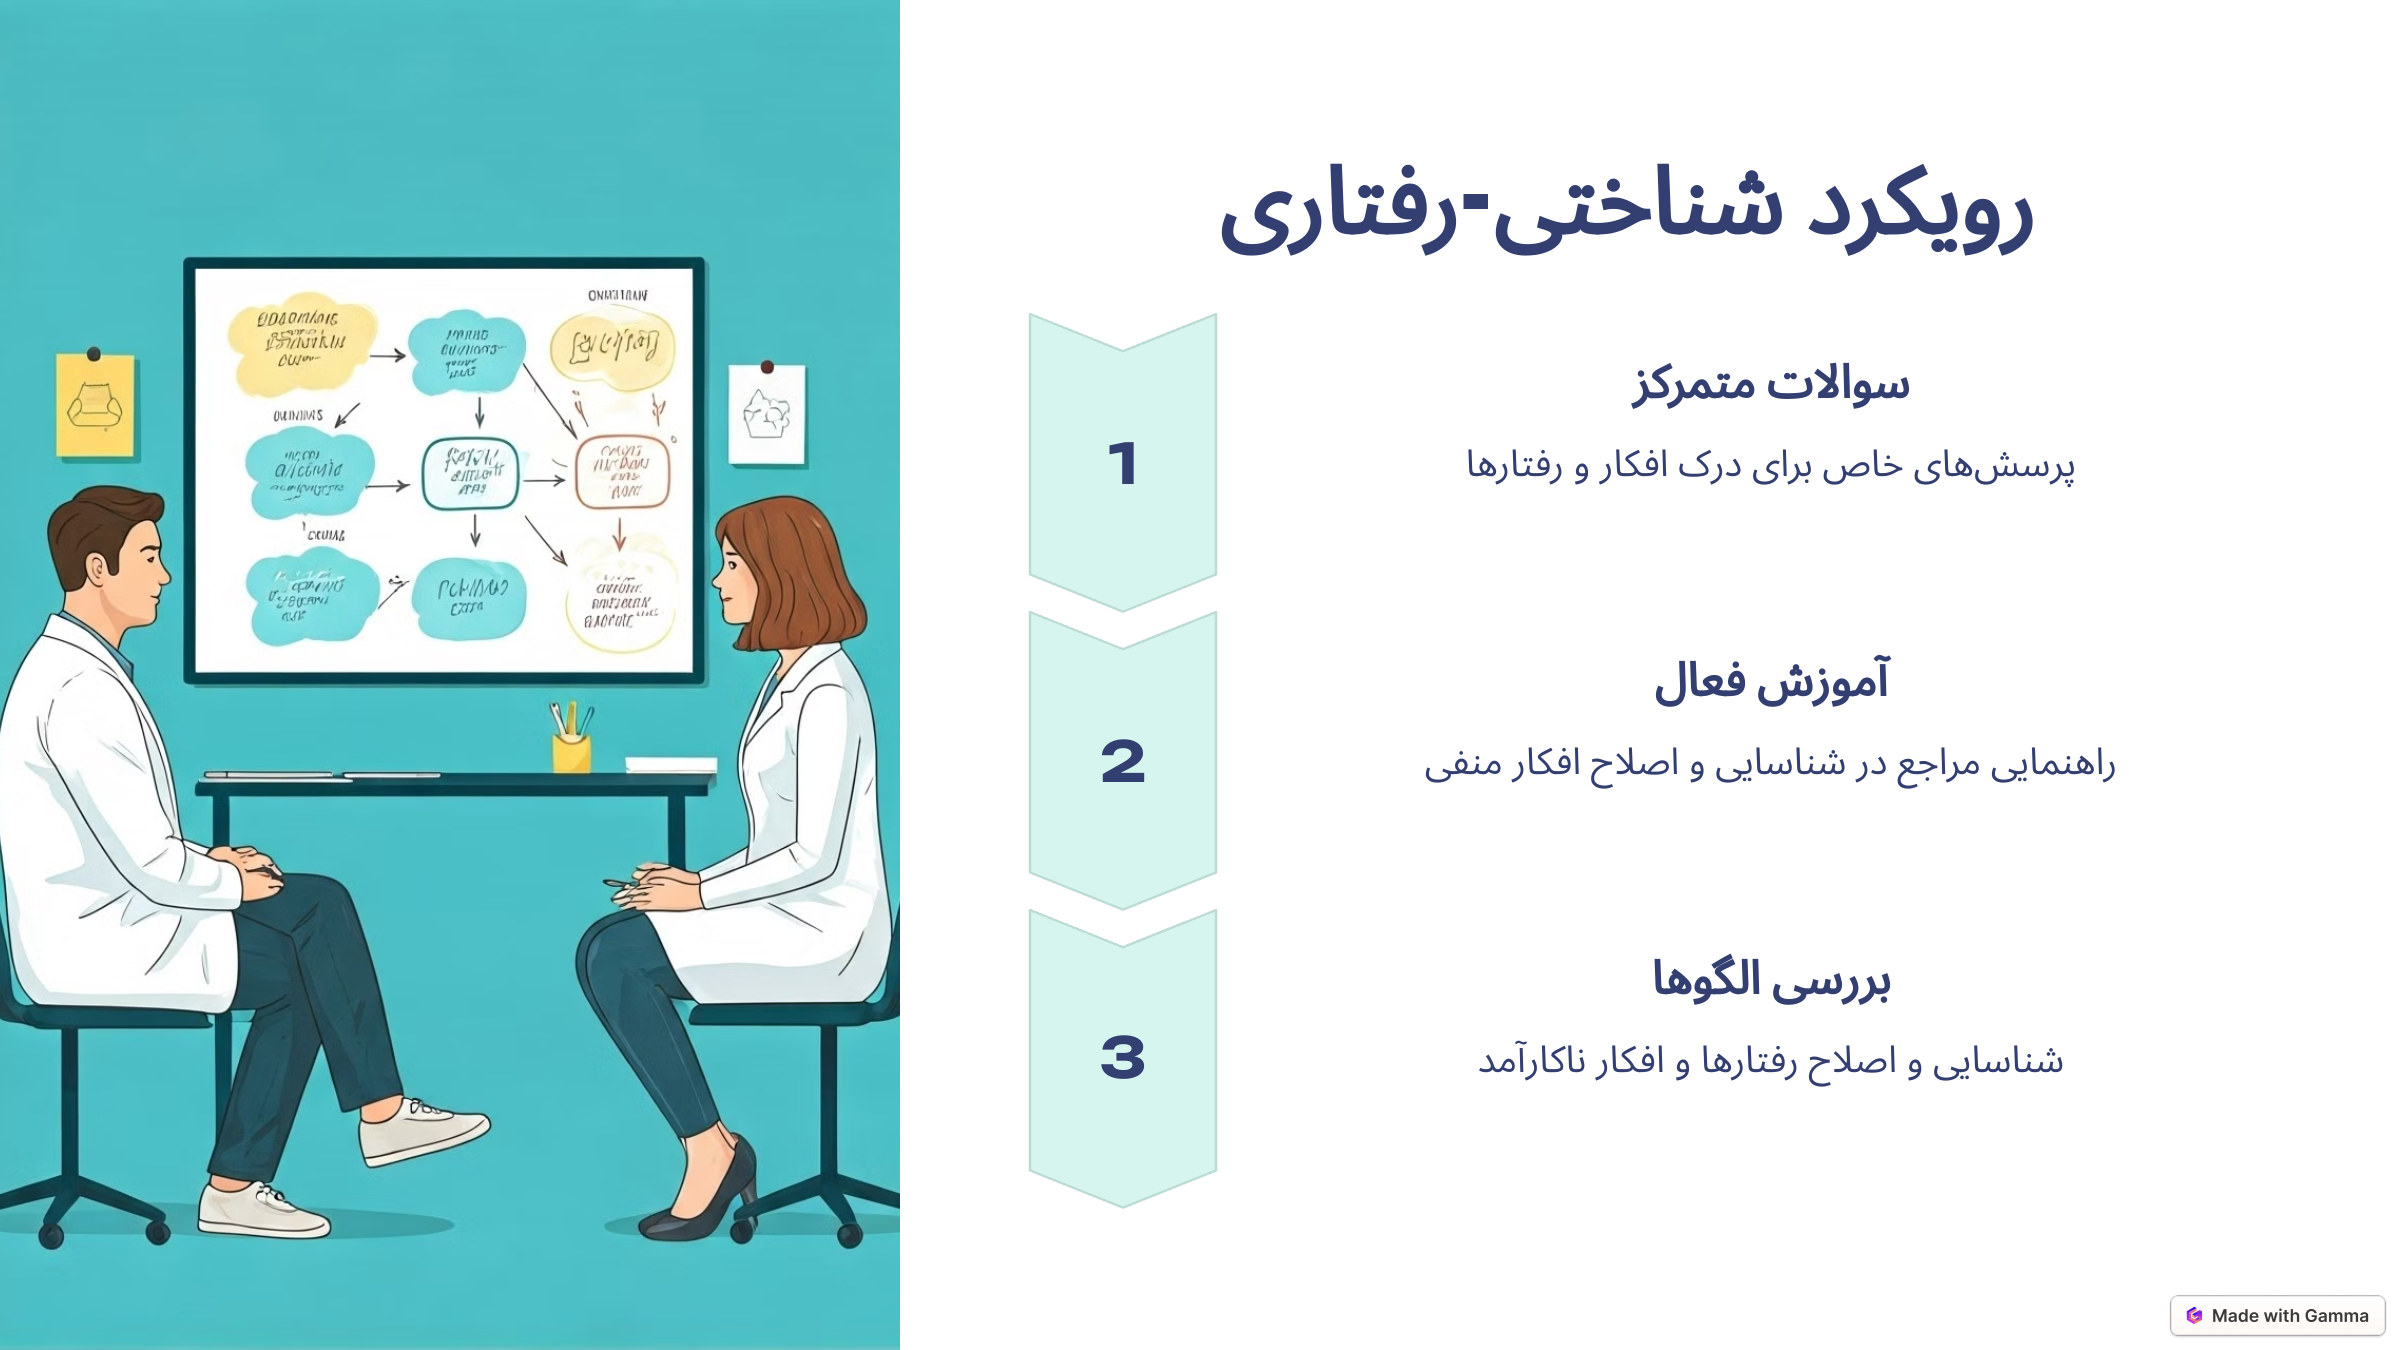 رویکرد شناختی-رفتاری
1
سوالات متمرکز
پرسش‌های خاص برای درک افکار و رفتارها
2
آموزش فعال
راهنمایی مراجع در شناسایی و اصلاح افکار منفی
3
بررسی الگوها
شناسایی و اصلاح رفتارها و افکار ناکارآمد
Made with Gamma